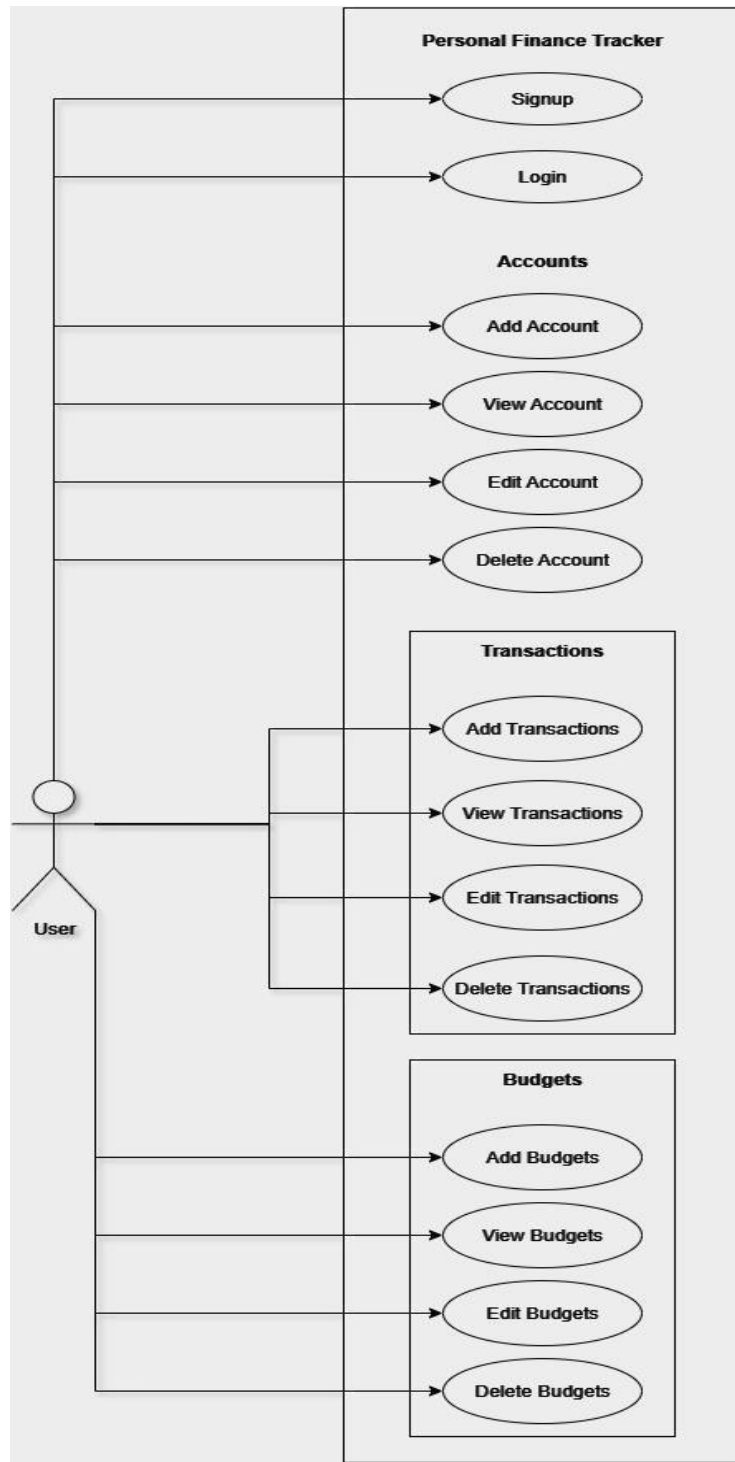 Personal Finance Tracker
Signup
Login
Accounts
Add Account
View Account
Edit Account
Delete Account
Transactions
Add Transactions
View Transactions
Edit Transactions
User
Delete Transactions
Budgets
Add Budgets
View Budgets
Edit Budgets
Delete Budgets